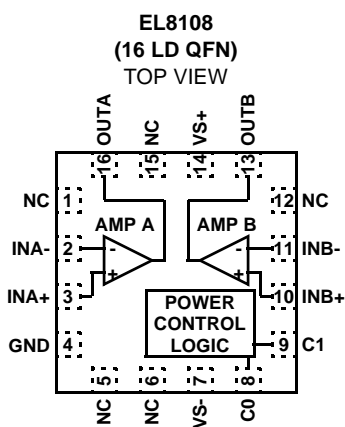 EL8108
(16 LD QFN)
TOP VIEW
OUTA
NC
VS+
OUTB
16
15
14
13
NC 1
12 NC
AMP A
AMP B
INA- 2 -
- 11 INB-
INA+ 3 +
+ 10 INB+
POWER
CONTROL
LOGIC
GND 4
9 C1
5
6
7
8
NC
NC
VS-
C0